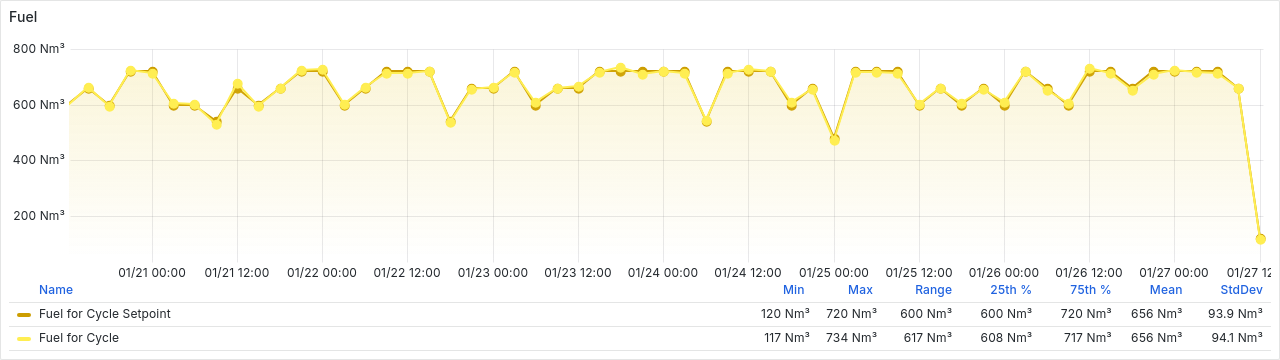 Fuel
800 Nm³
600 Nm³
400 Nm³
200 Nm³
01/21 00:00 01/21 12:00 01/22 00:00 01/22 12:00 01/23 00:00 01/23 12:00 01/24 00:00 01/24 12:00 01/25 00:00 01/25 12:00 01/26 00:00 01/26 12:00 01/27 00:00 01/27 12
Name Min Max Range 25th % 75th % Mean StdDev
Fuel for Cycle Setpoint 120 Nm³ 720 Nm³ 600 Nm³ 600 Nm³ 720 Nm³ 656 Nm³ 93.9 Nm³
Fuel for Cycle 117 Nm³ 734 Nm³ 617 Nm³ 608 Nm³ 717 Nm³ 656 Nm³ 94.1 Nm³